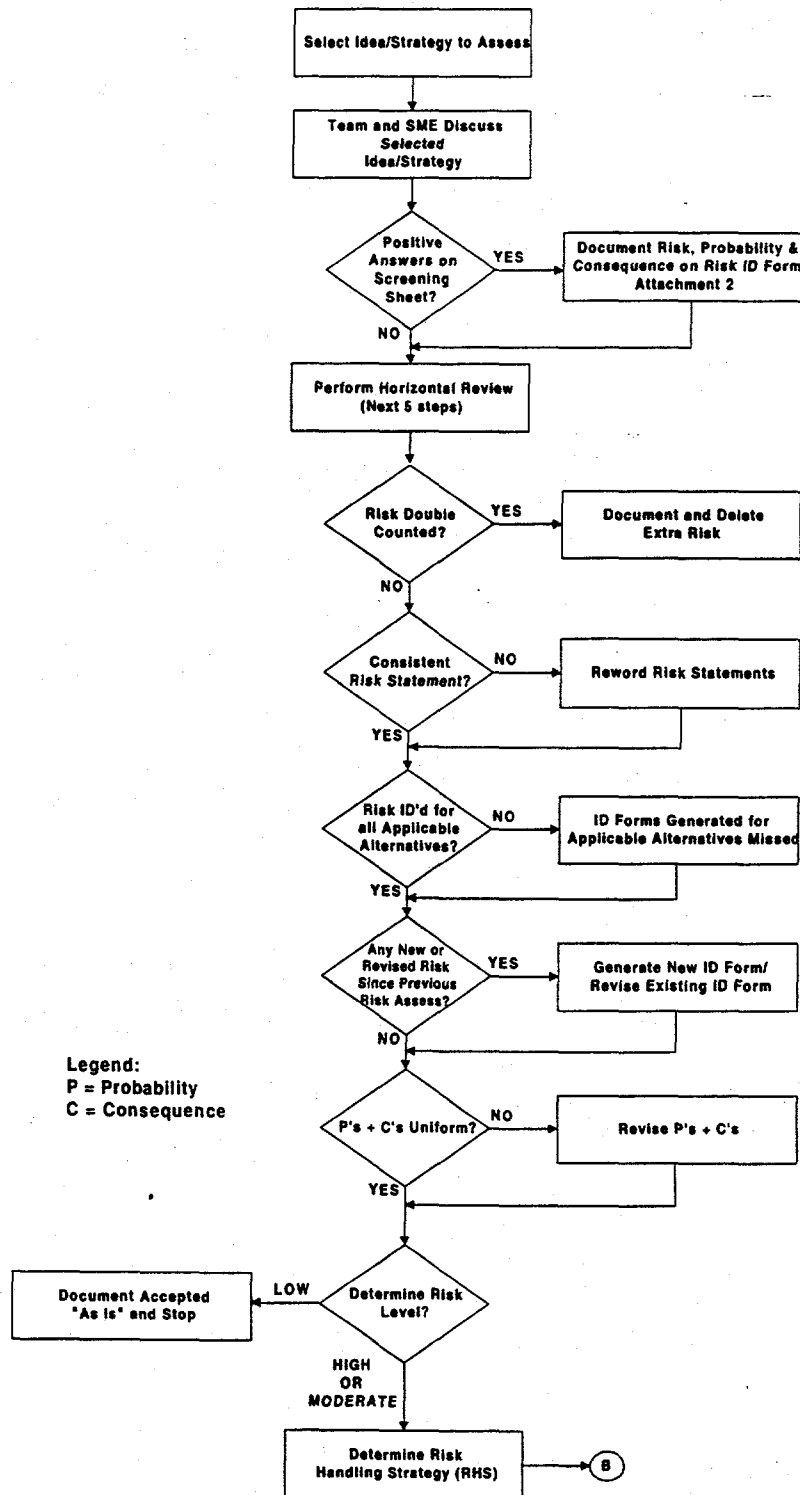 Select Idea/Strategy to Assess
Team and SME Discuss
Selected
Idea/Strategy
Positive
Answers on
Screening
Sheet?
YES
Document Risk, Probability &
Consequence on Risk ID Form
Attachment 2
NO
Perform Horizontal Review
(Next 5 steps)
Risk Double
Counted?
YES
Document and Delete
Extra Risk
NO
Consistent
Risk Statement?
NO
Reword Risk Statements
YES
Risk ID'd for
all Applicable
Alternatives?
NO
ID Forms Generated for
Applicable Alternatives Missed
YES
Any New or
Revised Risk
Since Previous
Risk Assess?
YES
Generate New ID Form/
Revise Existing ID Form
NO
Legend:
P = Probability
C = Consequence
P's + C's Uniform?
NO
Revise P's + C's
YES
Determine Risk
Level?
LOW
Document Accepted
"As Is" and Stop
HIGH
OR
MODERATE
Determine Risk
Handling Strategy (RHS)
B